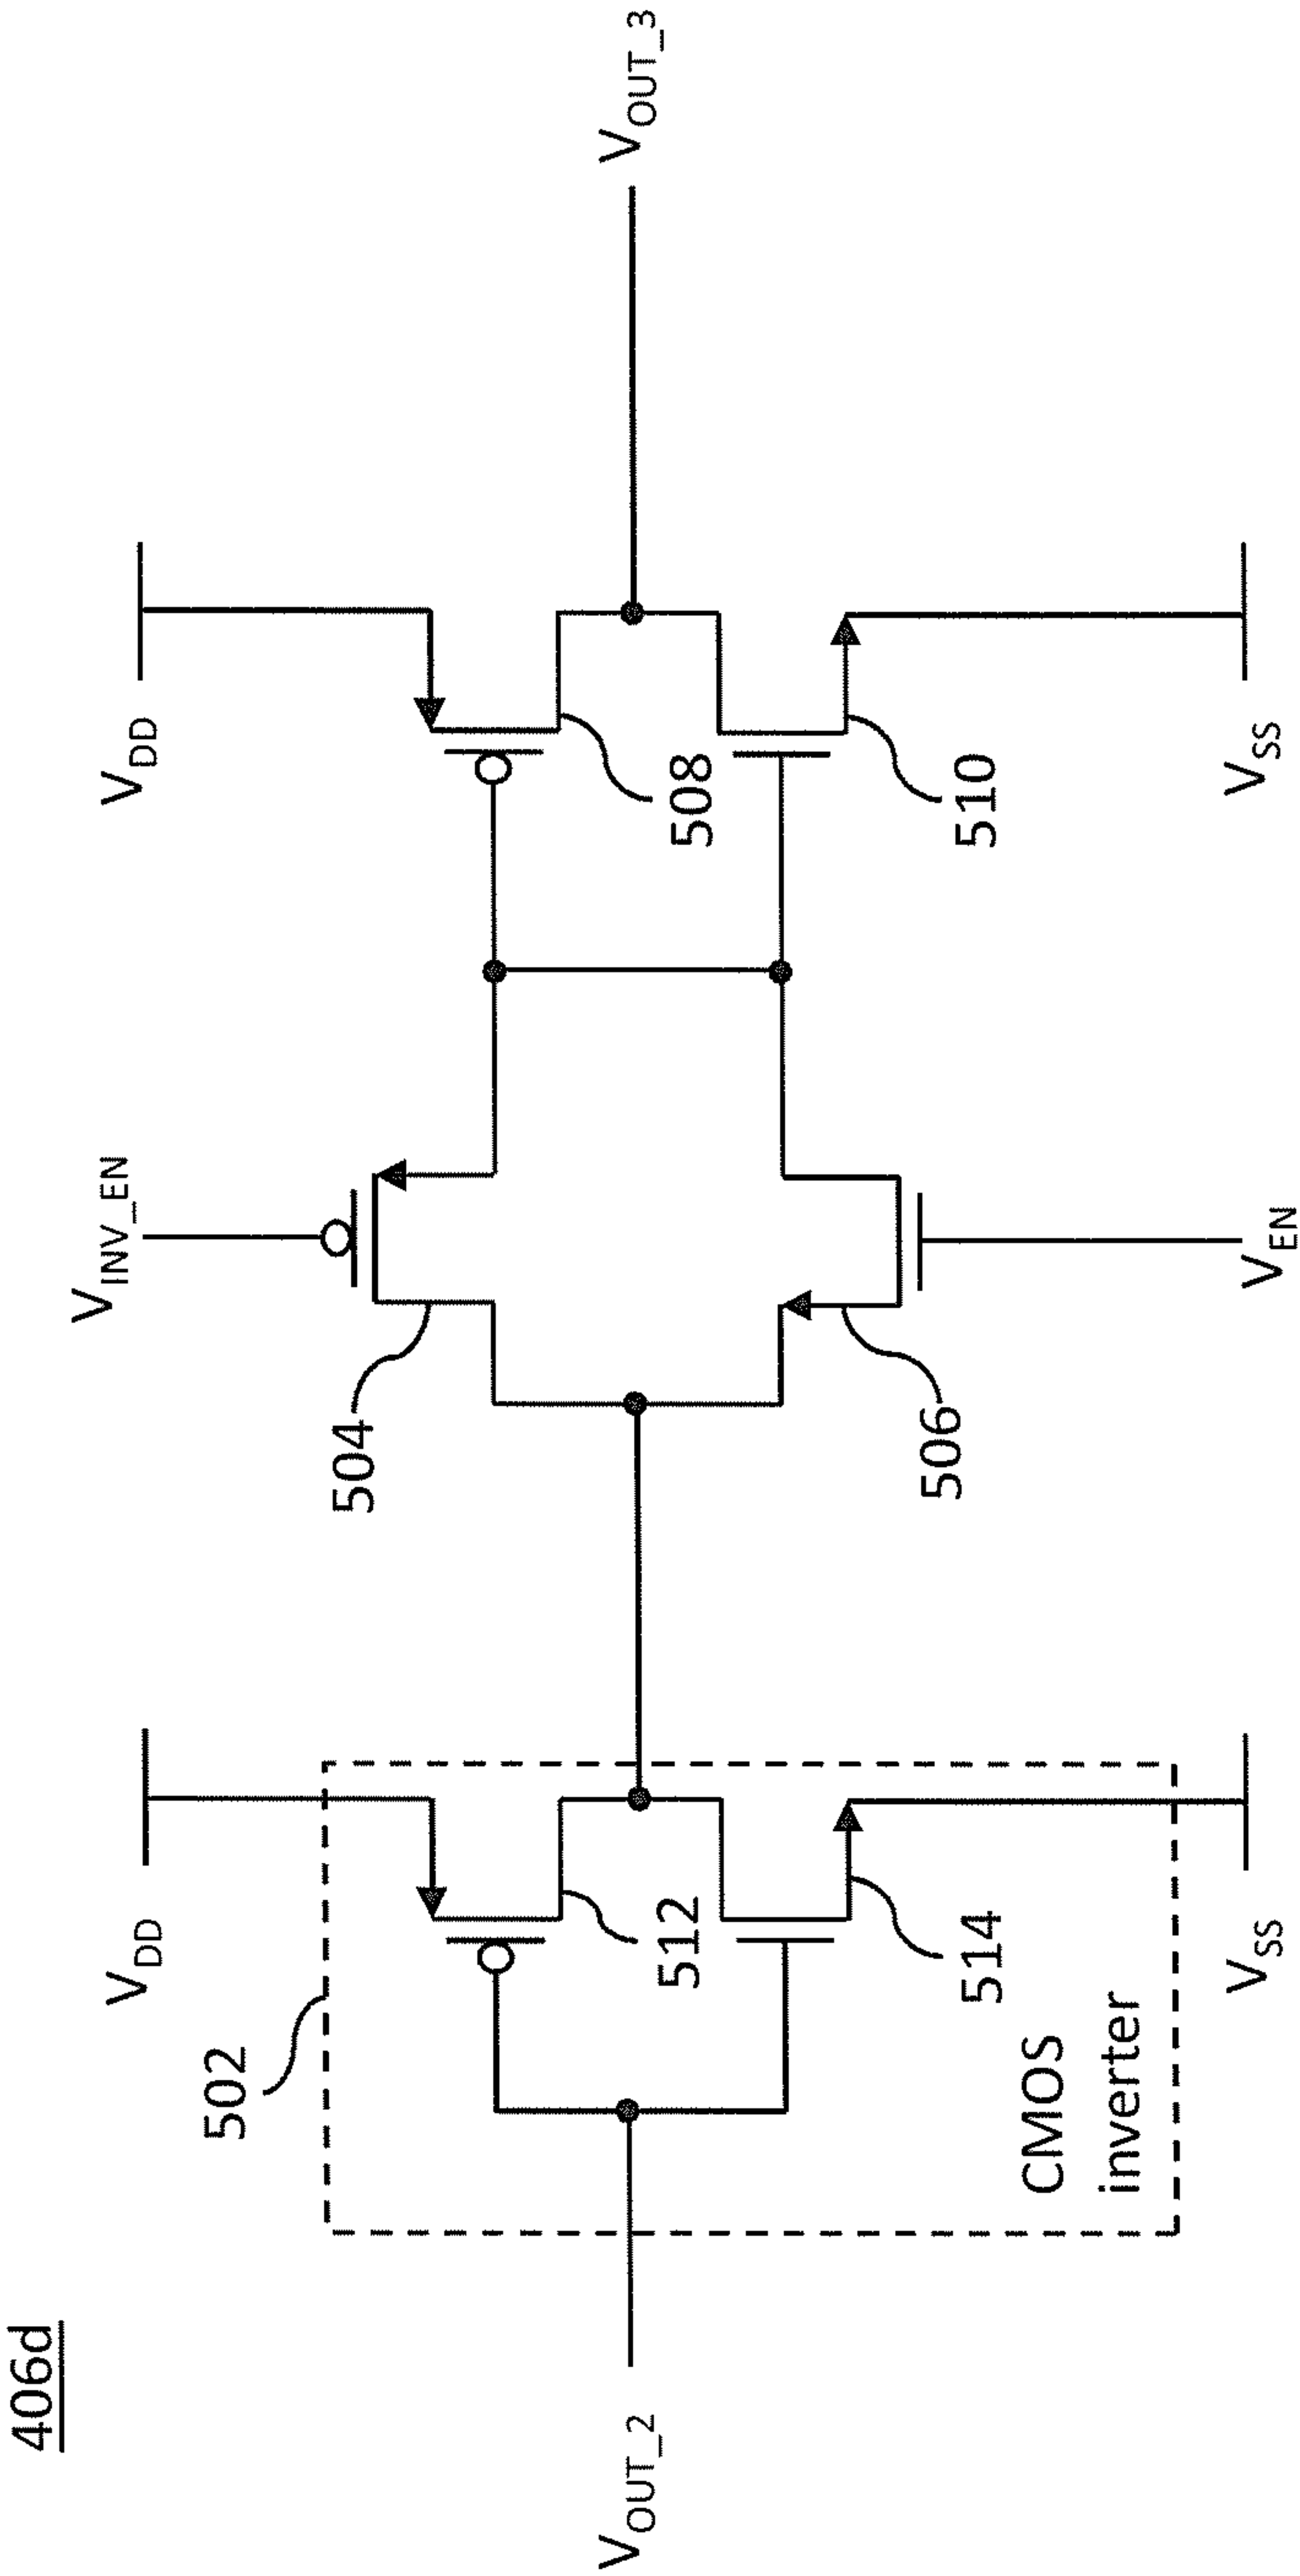 406d
V_OUT_2
502
V_DD
512
514
CMOS
inverter
V_SS
504
V_INV_EN
506
V_EN
V_DD
508
510
V_SS
V_OUT_3